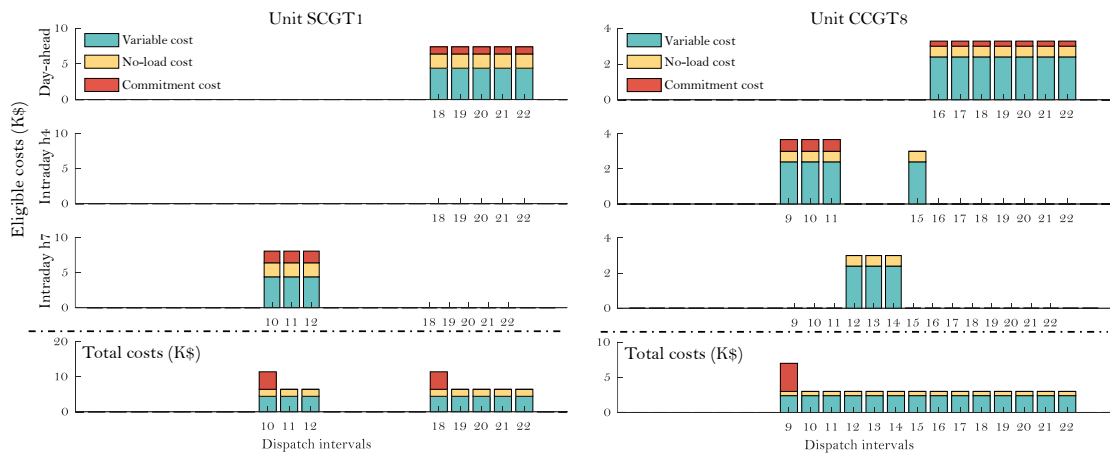 Unit SCGT1
Day-ahead
10
5
0
Variable cost
No-load cost
Commitment cost
18 19 20 21 22
Eligible costs (K$)
Intraday h4
10
5
0
18 19 20 21 22
Intraday h7
10
5
0
10 11 12 18 19 20 21 22
Total costs (K$)
20
10
0
10 11 12 18 19 20 21 22
Dispatch intervals
Unit CCGT8
4
2
0
Variable cost
No-load cost
Commitment cost
16 17 18 19 20 21 22
4
2
0
9 10 11 15 16 17 18 19 20 21 22
4
2
0
9 10 11 12 13 14 15 16 17 18 19 20 21 22
Total costs (K$)
10
5
0
9 10 11 12 13 14 15 16 17 18 19 20 21 22
Dispatch intervals